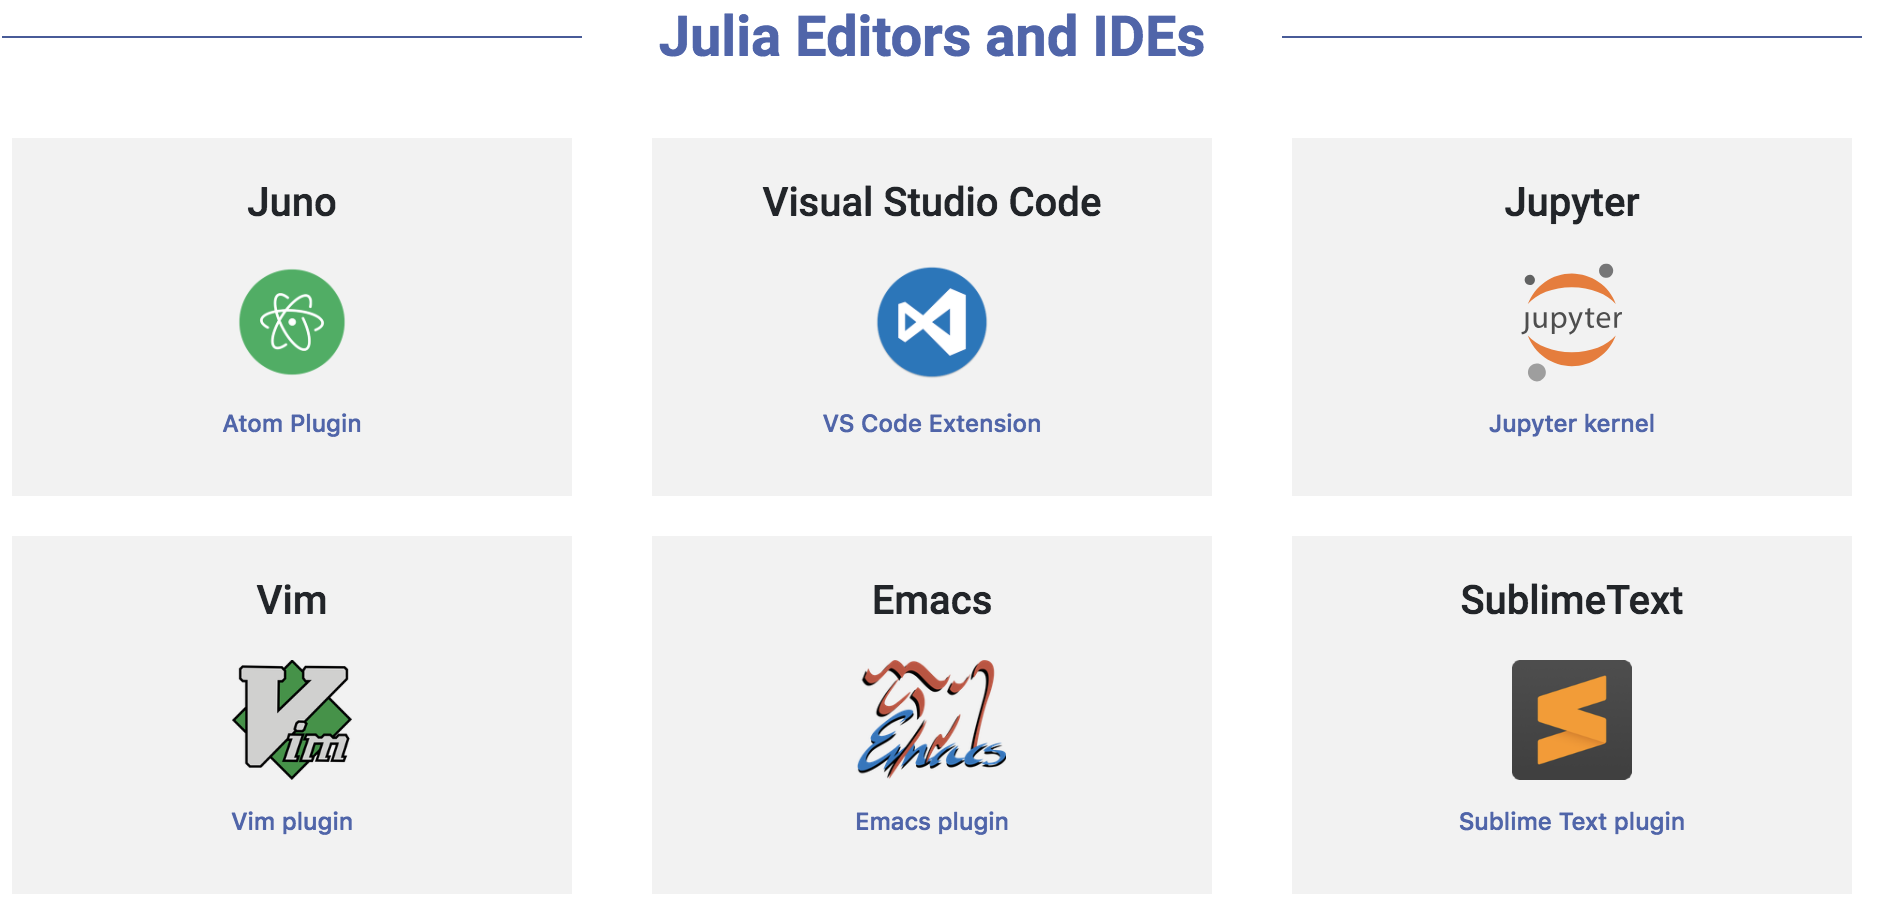 Julia Editors and IDEs
Juno
Atom Plugin
Visual Studio Code
VS Code Extension
Jupyter
jupyter
Jupyter kernel
Vim
Vim
Vim plugin
Emacs
Emacs
Emacs plugin
SublimeText
Sublime Text plugin